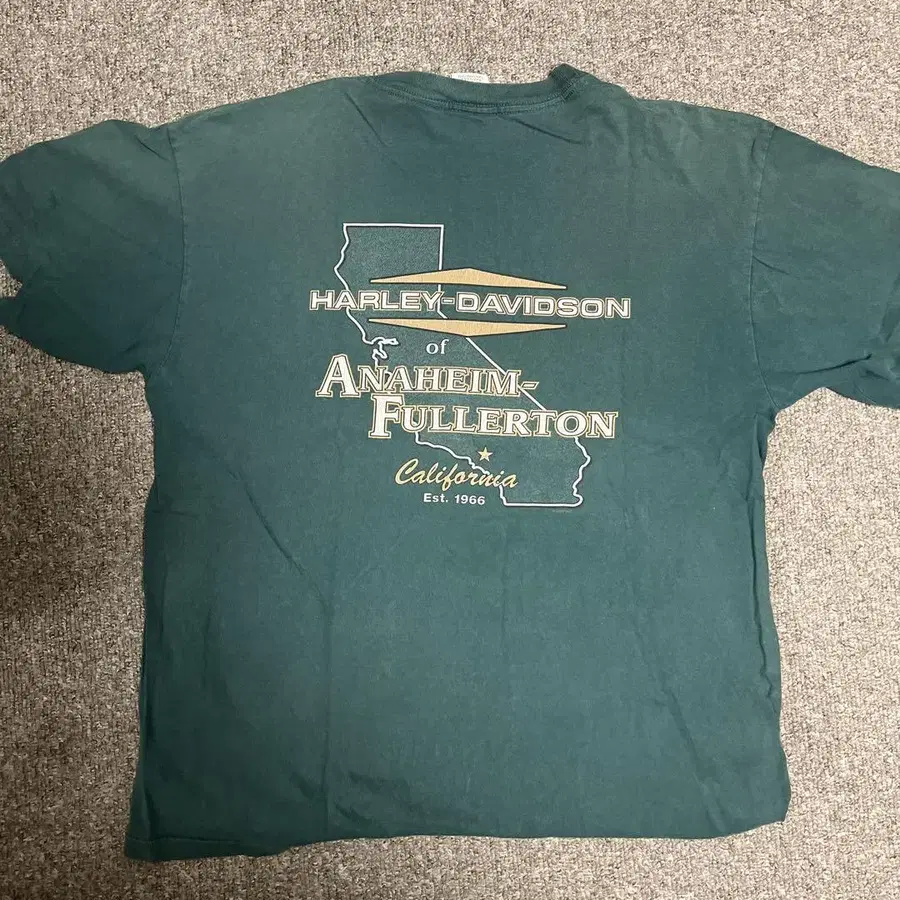 HARLEY-DAVIDSON
of
ANAHEIM-
FULLERTON
California
Est. 1966